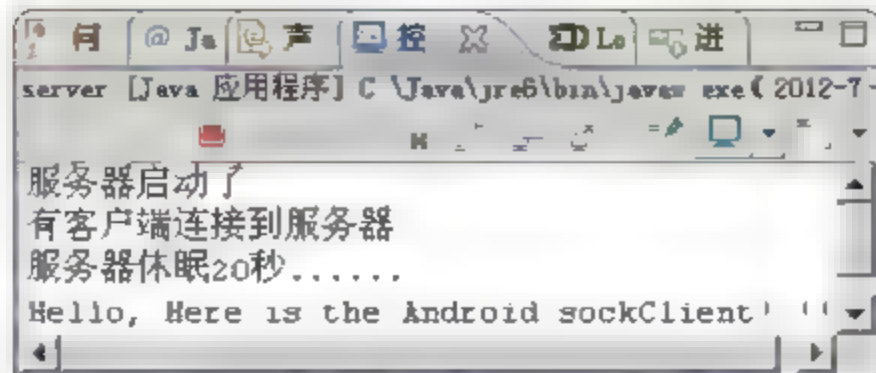 何 @ Ja 声 控 Lo 进
server [Java 应用程序] C \Java\jre6\bin\javaw exe( 2012-7-
服务器启动了
有客户端连接到服务器
服务器休眠20秒......
Hello, Here is the Android sockClient